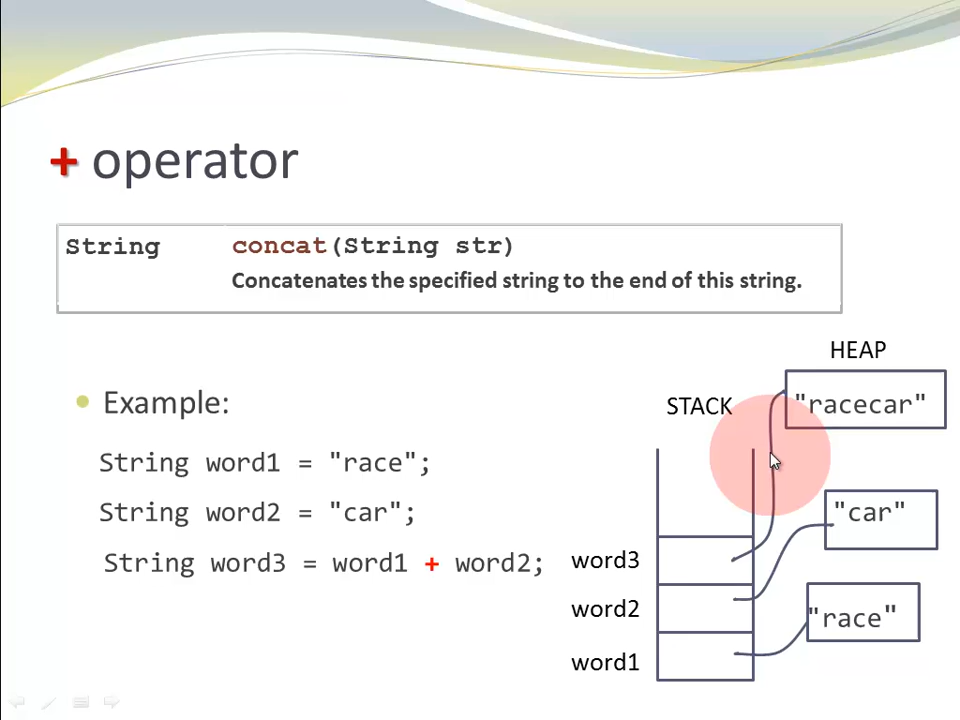 + operator
String concat(String str)
Concatenates the specified string to the end of this string.
HEAP
Example:
STACK
"racecar"
String word1 = "race";
String word2 = "car";
"car"
String word3 = word1 + word2;
word3
word2
"race"
word1